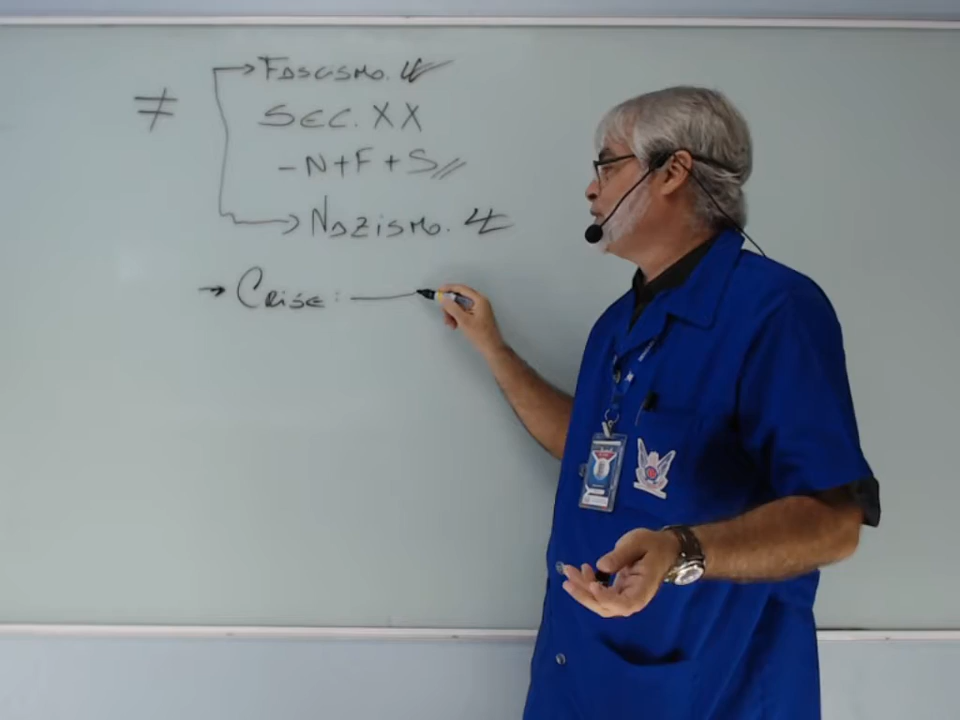 ≠ → Fascismo.
SEC. XX
- N + F + S
→ Nazismo.
→ Crise: